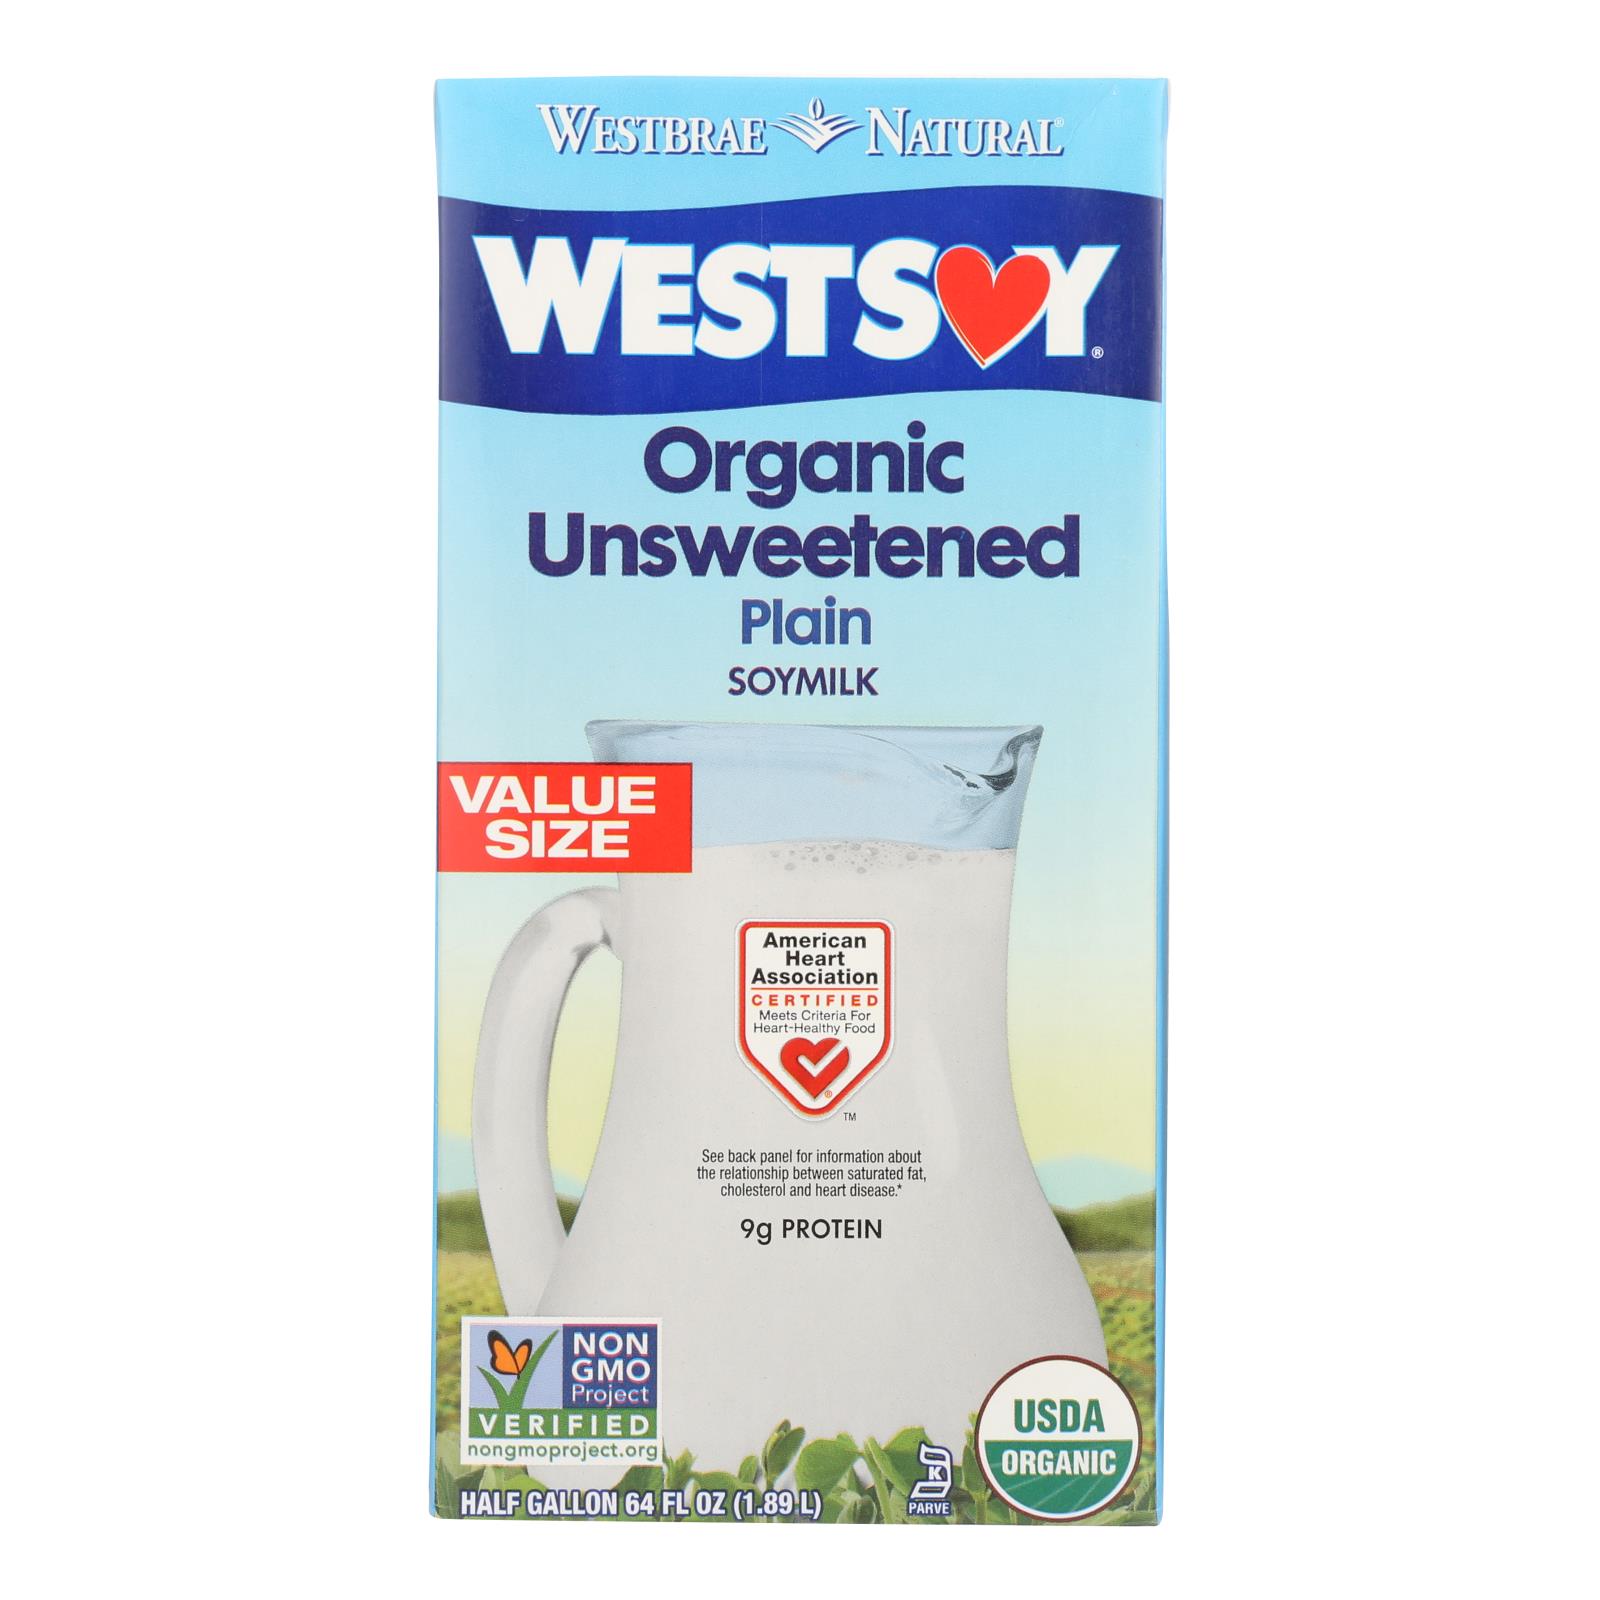 WESTBRAE NATURAL®
WESTSOY®
Organic
Unsweetened
Plain
SOYMILK
VALUE
SIZE
American
Heart
Association
CERTIFIED
Meets Criteria For
Heart-Healthy Food
®
TM
See back panel for information about
the relationship between saturated fat,
cholesterol and heart disease.*
9g PROTEIN
NON
GMO
Project
VERIFIED
nongmoproject.org
USDA
ORGANIC
K
PARVE
HALF GALLON 64 FL OZ (1.89 L)